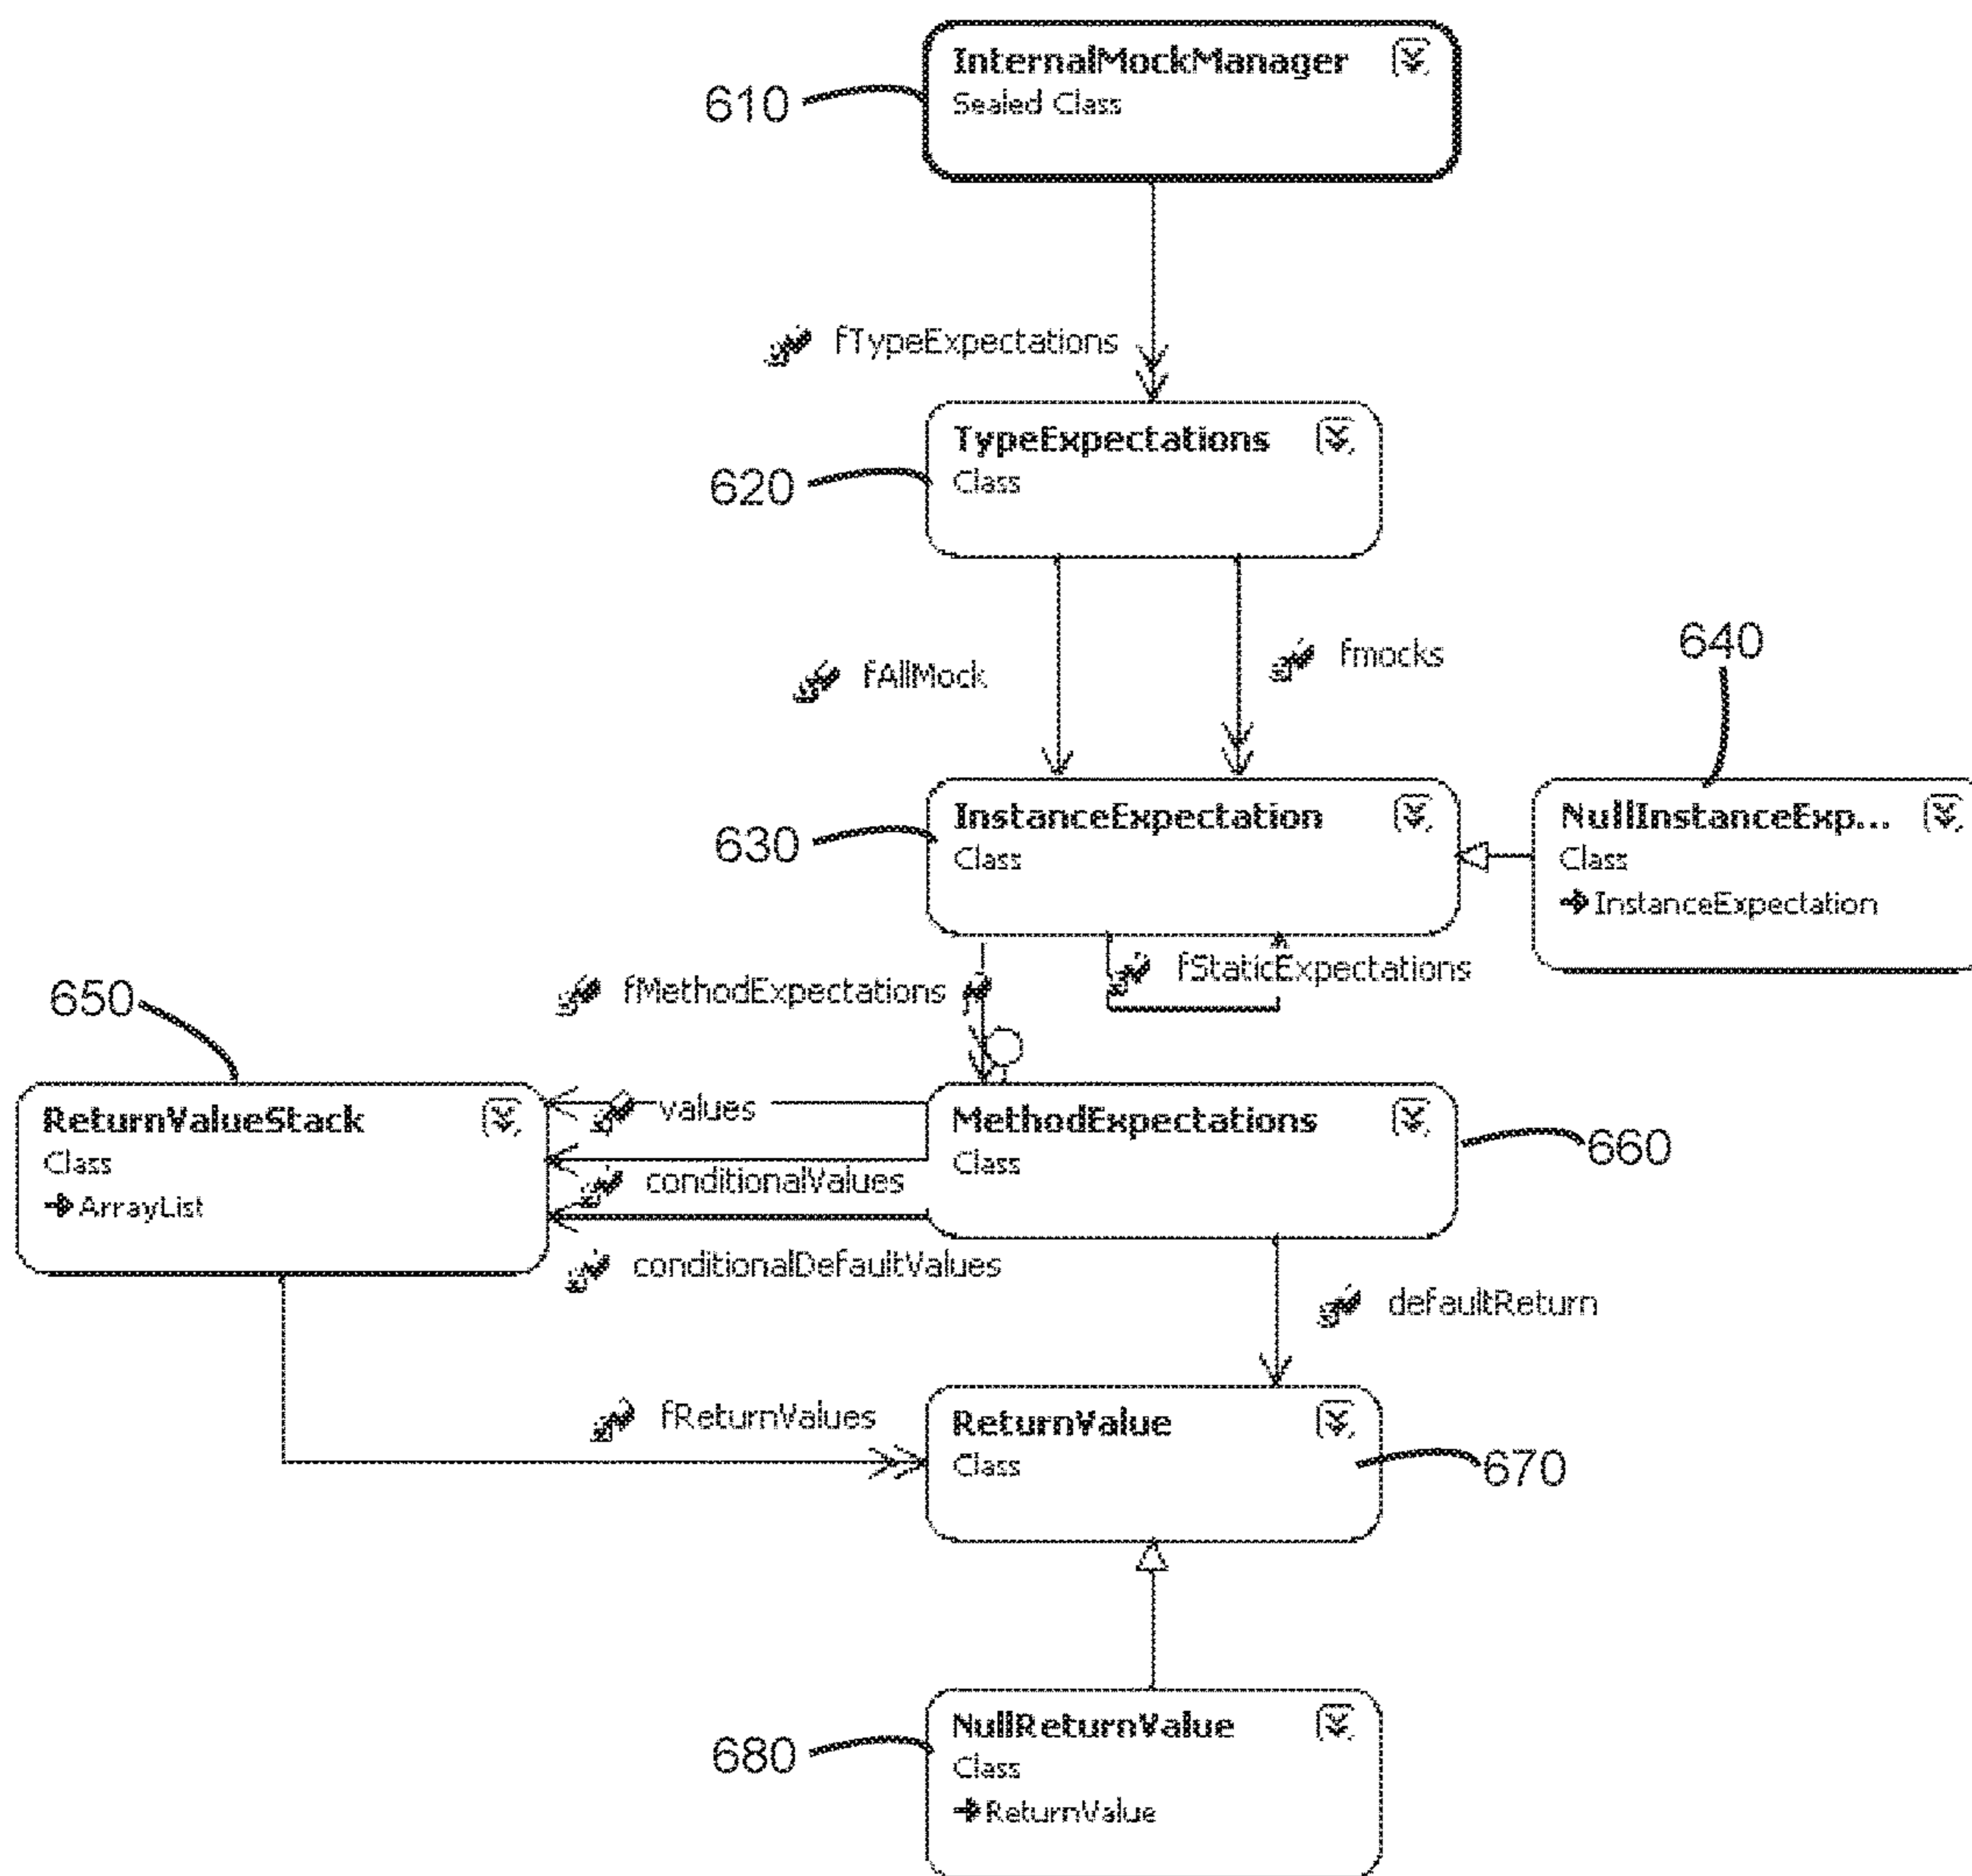 InternalMockManager
Sealed Class
610
fTypeExpectations
TypeExpectations
Class
620
fAllMock
fmocks
640
InstanceExpectation
Class
630
NullInstanceExp...
Class
InstanceExpectation
fMethodExpectations
fStaticExpectations
650
ReturnValueStack
Class
ArrayList
values
conditionalValues
conditionalDefaultValues
MethodExpectations
Class
660
defaultReturn
fReturnValues
ReturnValue
Class
670
NullReturnValue
Class
ReturnValue
680